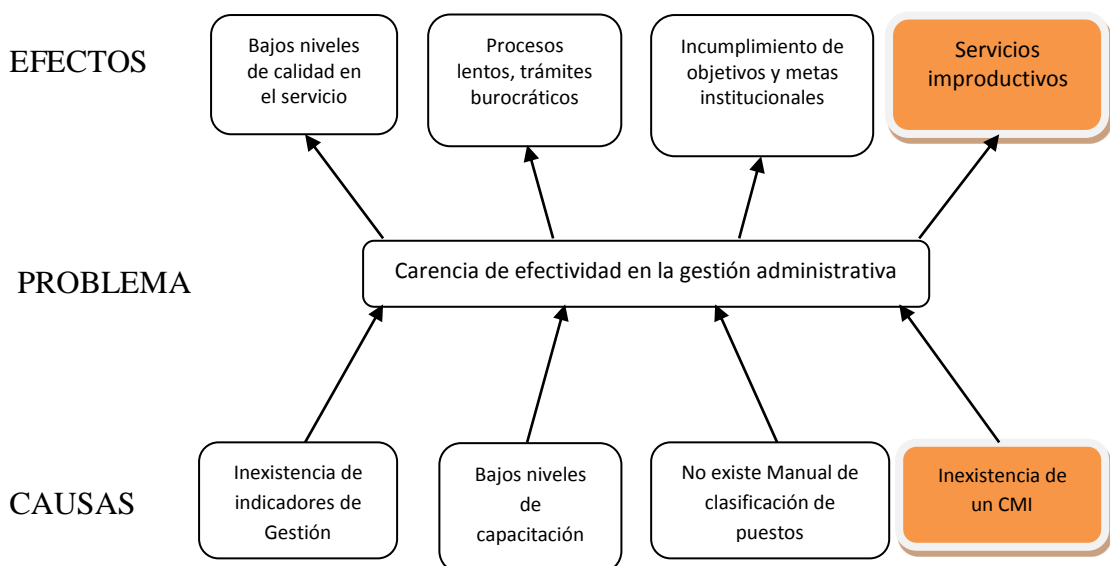 EFECTOS
Bajos niveles
de calidad en
el servicio
Procesos
lentos, trámites
burocráticos
Incumplimiento de
objetivos y metas
institucionales
Servicios
improductivos
PROBLEMA
Carencia de efectividad en la gestión administrativa
CAUSAS
Inexistencia de
indicadores de
Gestión
Bajos niveles
de
capacitación
No existe Manual de
clasificación de
puestos
Inexistencia de
un CMI